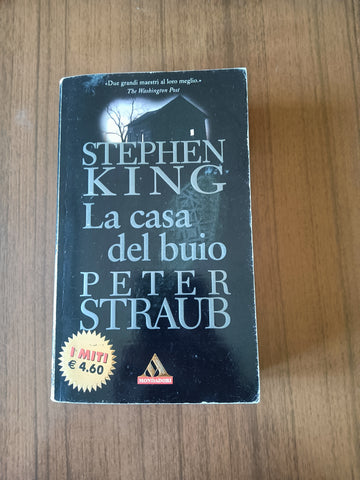 «Due grandi maestri al loro meglio.»
The Washington Post
STEPHEN
KING
La casa
del buio
PETER
STRAUB
I MITI
€ 4.60
MONDADORI